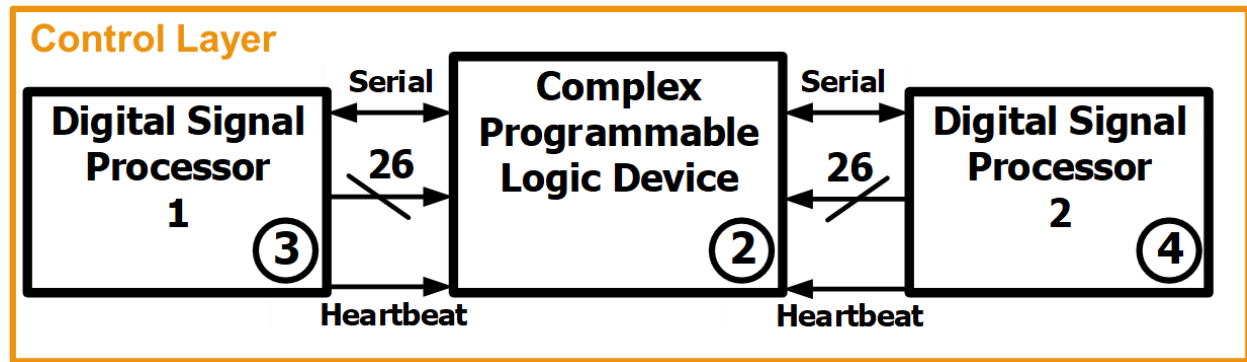 Control Layer
Digital Signal
Processor
1
3
Serial
26
Heartbeat
Complex
Programmable
Logic Device
2
Serial
26
Heartbeat
Digital Signal
Processor
2
4